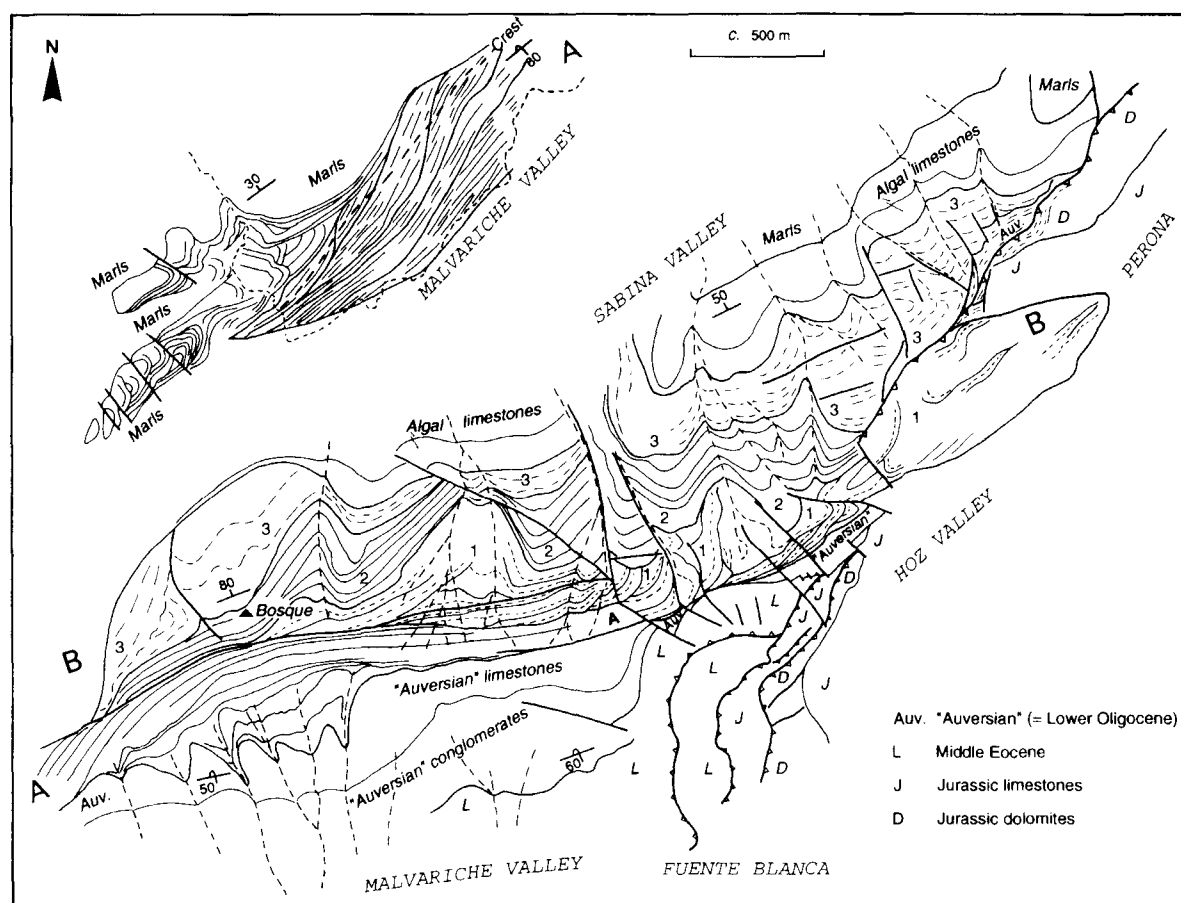 N
c. 500 m
Crest
80
A
30
Marls
MALVARICHE VALLEY
Marls
Marls
Marls
Marls
D
Algal limestones
J
3
Auv.
D
J
PERONA
SABINA VALLEY
Marls
50
3
B
3
1
Algal limestones
3
3
2
2
1
"Auversian"
J
HOZ VALLEY
3
2
1
2
1
1
80
Bosque
L
J
J
D
A
Auv.
B
3
L
L
J
"Auversian" limestones
D
J
"Auversian" conglomerates
A
50
60
L
J
L
D
Auv.
L
MALVARICHE VALLEY
FUENTE BLANCA
Auv. "Auversian" (= Lower Oligocene)
L Middle Eocene
J Jurassic limestones
D Jurassic dolomites